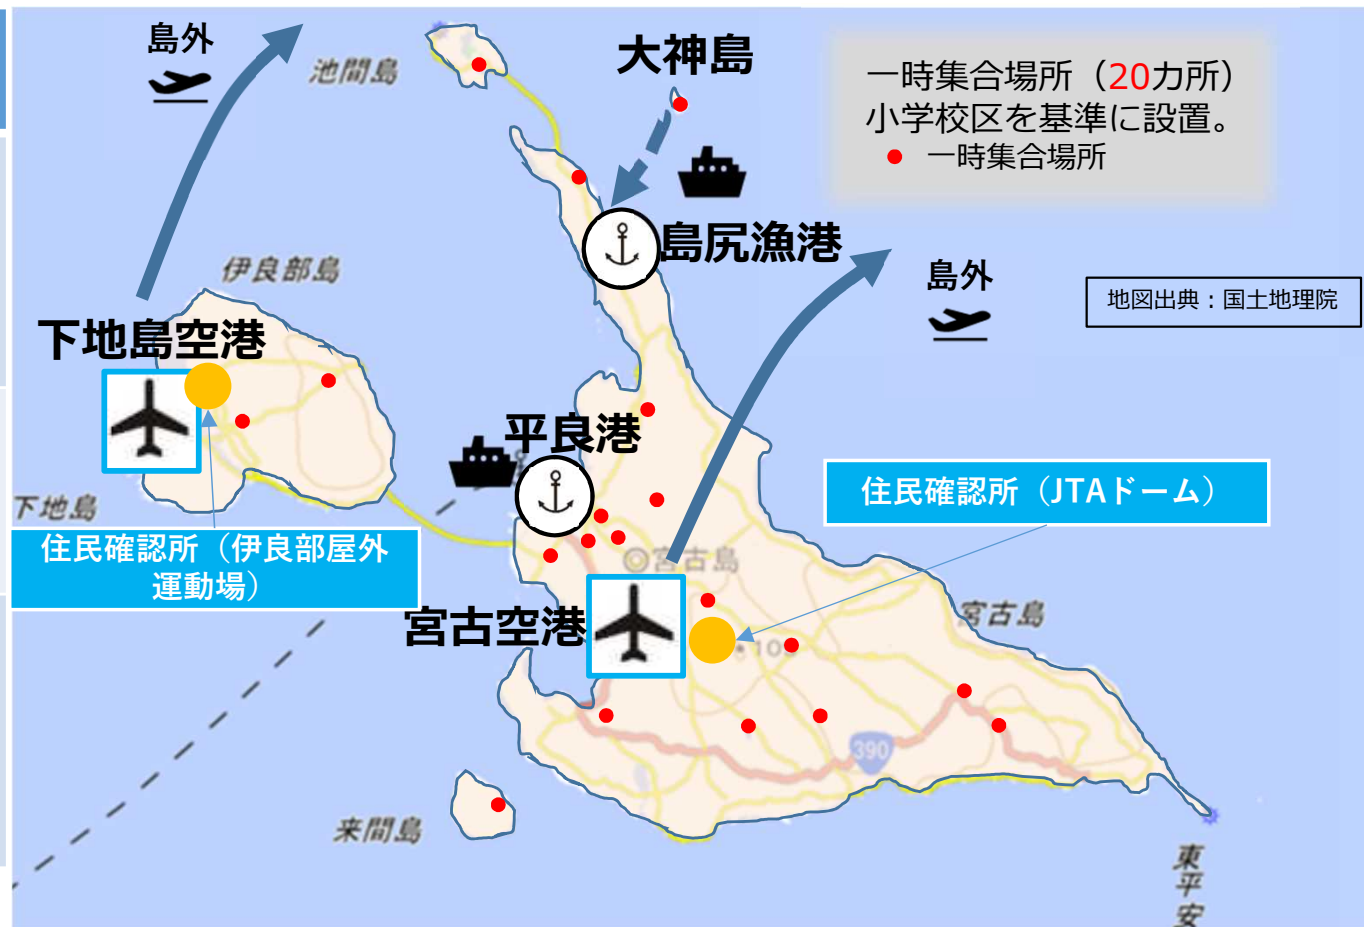 島外
池間島
大神島
一時集合場所（20カ所）
小学校区を基準に設置。
● 一時集合場所
島尻漁港
伊良部島
島外
地図出典：国土地理院
下地島空港
平良港
住民確認所（JTAドーム）
下地島
住民確認所（伊良部屋外
運動場）
宮古島
宮古空港
宮古島
390
来間島
東平安